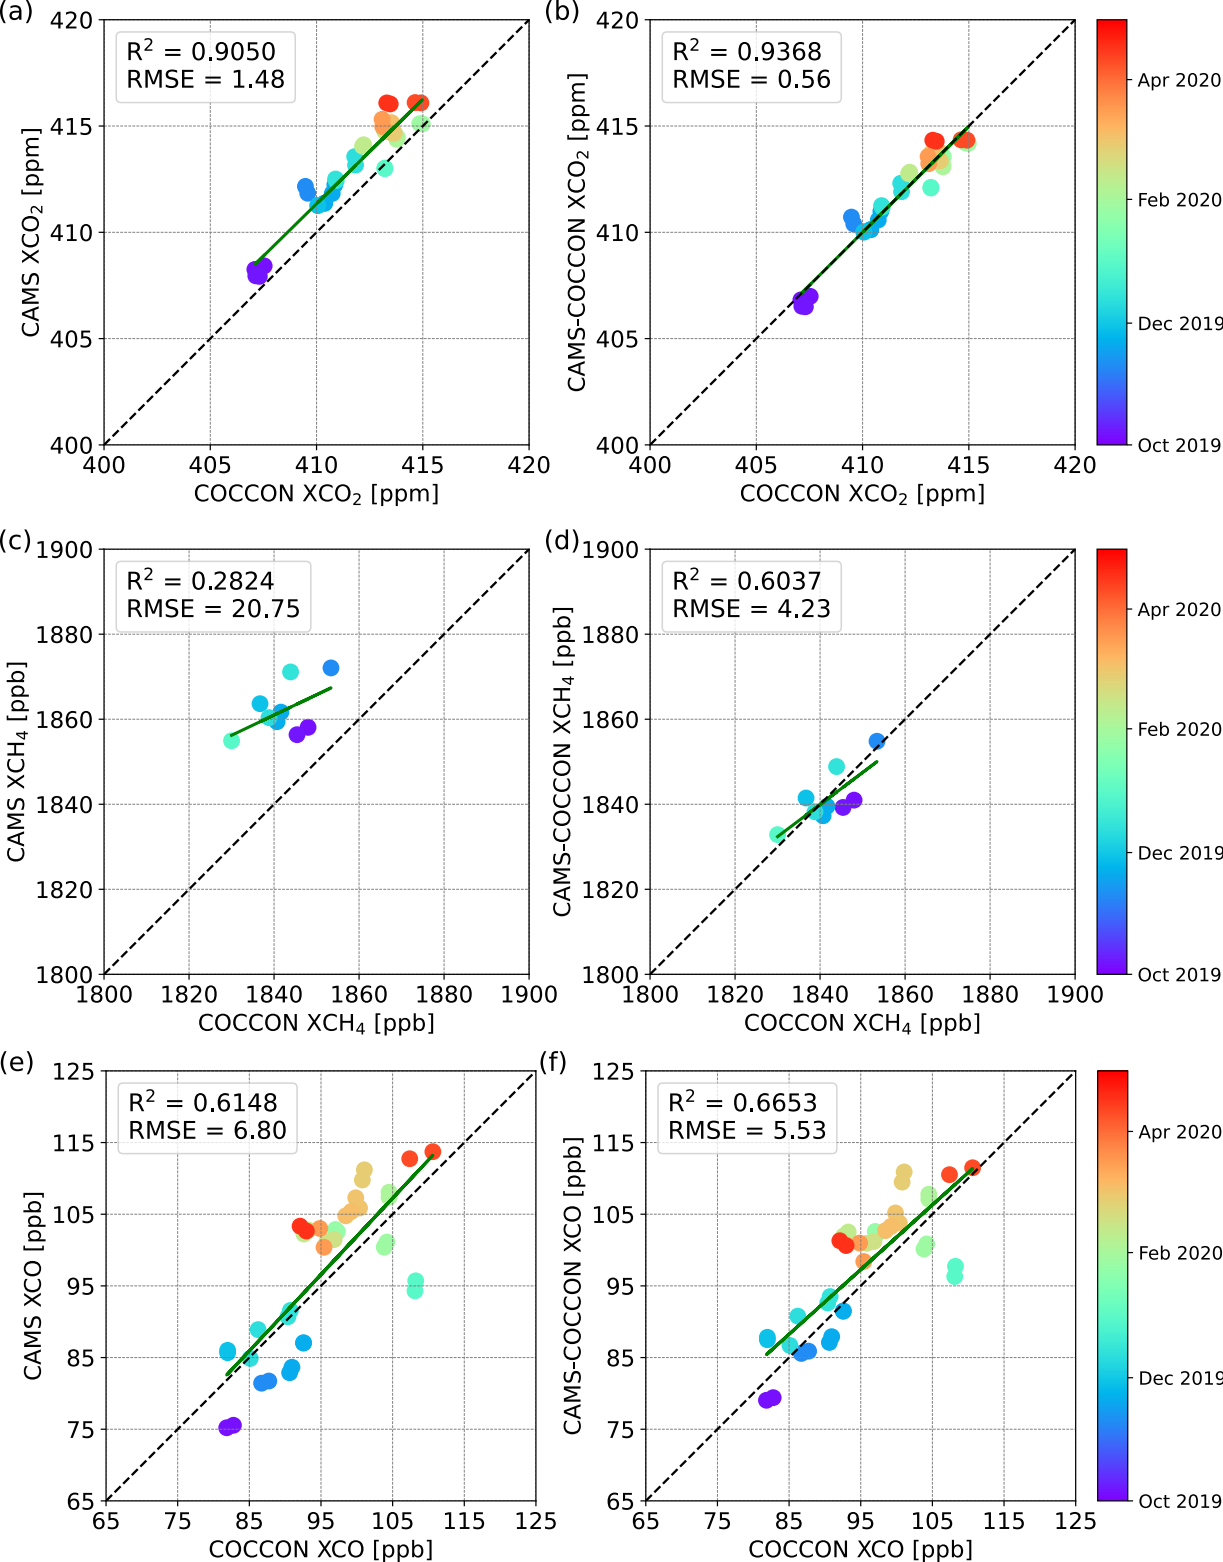 (a)
R² = 0.9050
RMSE = 1.48
CAMS XCO₂ [ppm]
420
415
410
405
400
400 405 410 415 420
COCCON XCO₂ [ppm]
(b)
R² = 0.9368
RMSE = 0.56
CAMS-COCCON XCO₂ [ppm]
420
415
410
405
400
400 405 410 415 420
COCCON XCO₂ [ppm]
Apr 2020
Feb 2020
Dec 2019
Oct 2019
(c)
R² = 0.2824
RMSE = 20.75
CAMS XCH₄ [ppb]
1900
1880
1860
1840
1820
1800
1800 1820 1840 1860 1880 1900
COCCON XCH₄ [ppb]
(d)
R² = 0.6037
RMSE = 4.23
CAMS-COCCON XCH₄ [ppb]
1900
1880
1860
1840
1820
1800
1800 1820 1840 1860 1880 1900
COCCON XCH₄ [ppb]
Apr 2020
Feb 2020
Dec 2019
Oct 2019
(e)
R² = 0.6148
RMSE = 6.80
CAMS XCO [ppb]
125
115
105
95
85
75
65
65 75 85 95 105 115 125
COCCON XCO [ppb]
(f)
R² = 0.6653
RMSE = 5.53
CAMS-COCCON XCO [ppb]
125
115
105
95
85
75
65
65 75 85 95 105 115 125
COCCON XCO [ppb]
Apr 2020
Feb 2020
Dec 2019
Oct 2019